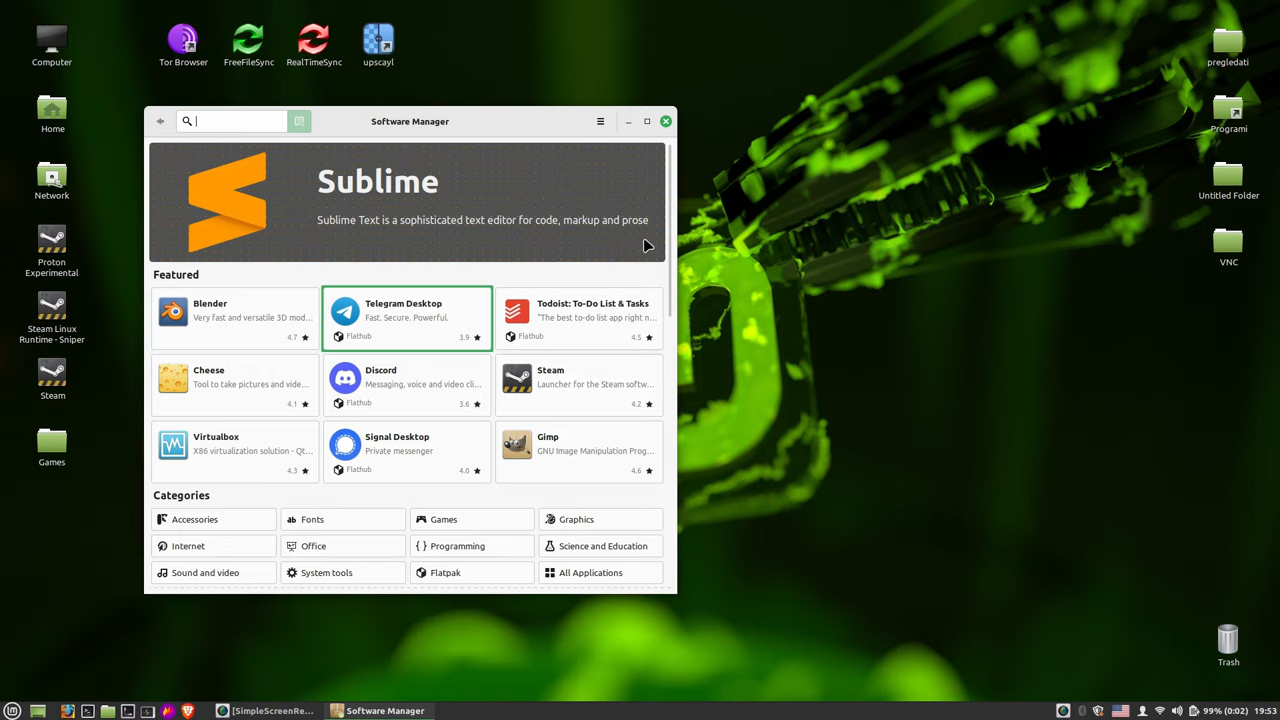 Computer
Tor Browser
FreeFileSync
RealTimeSync
upscayl
pregledati
Home
Programi
Network
Untitled Folder
Proton
Experimental
VNC
Steam Linux
Runtime - Sniper
Steam
Games
Trash
Software Manager
Sublime
Sublime Text is a sophisticated text editor for code, markup and prose
Featured
Blender
Very fast and versatile 3D mod...
4.7
Telegram Desktop
Fast. Secure. Powerful.
Flathub 3.9
Todoist: To-Do List & Tasks
“The best to-do list app right n...
Flathub 4.5
Cheese
Tool to take pictures and vide...
4.1
Discord
Messaging, voice and video cli...
Flathub 3.6
Steam
Launcher for the Steam softw...
4.2
Virtualbox
X86 virtualization solution - Qt...
4.3
Signal Desktop
Private messenger
Flathub 4.0
Gimp
GNU Image Manipulation Prog...
4.6
Categories
Accessories
ab Fonts
Games
Graphics
Internet
Office
{ } Programming
Science and Education
Sound and video
System tools
Flatpak
All Applications
[SimpleScreenRe...
Software Manager
99% (0:02) 19:53